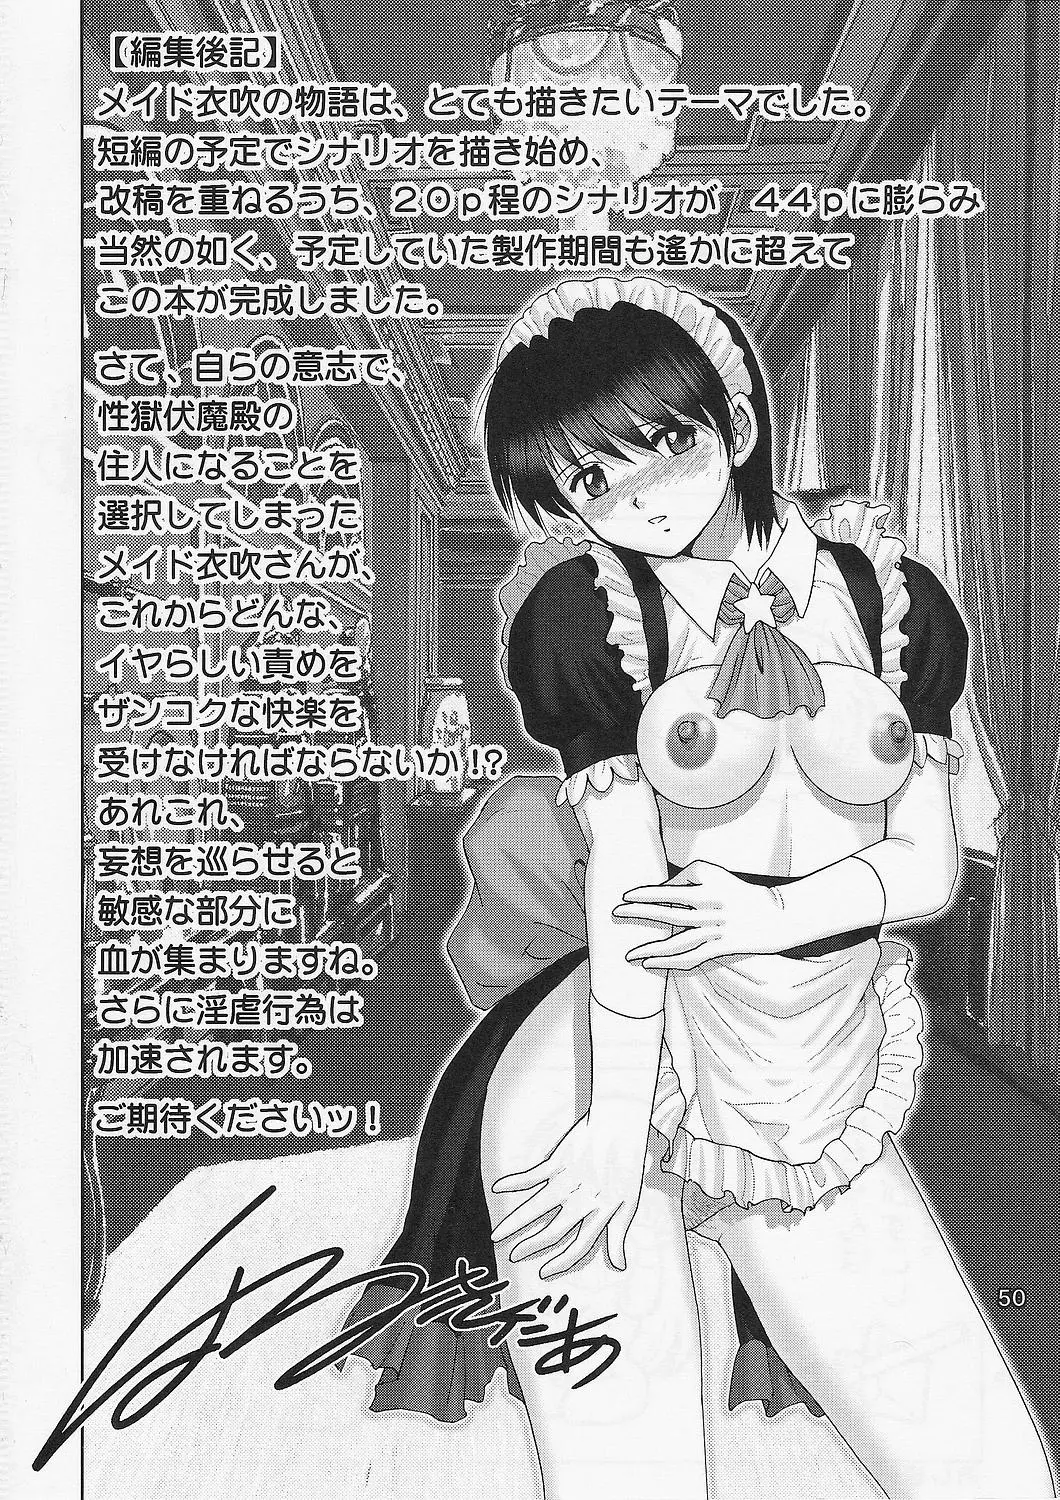 【編集後記】
メイド衣吹の物語は、とても描きたいテーマでした。
短編の予定でシナリオを描き始め、
改稿を重ねるうち、20p程のシナリオが 44pに膨らみ
当然の如く、予定していた製作期間も遙かに超えて
この本が完成しました。
さて、自らの意志で、
性獄伏魔殿の
住人になることを
選択してしまった
メイド衣吹さんが、
これからどんな、
イヤらしい責めを
ザンコクな快楽を
受けなければならないか!?
あれこれ、
妄想を巡らせると
敏感な部分に
血が集まりますね。
さらに淫虐行為は
加速されます。
ご期待くださいッ!
50